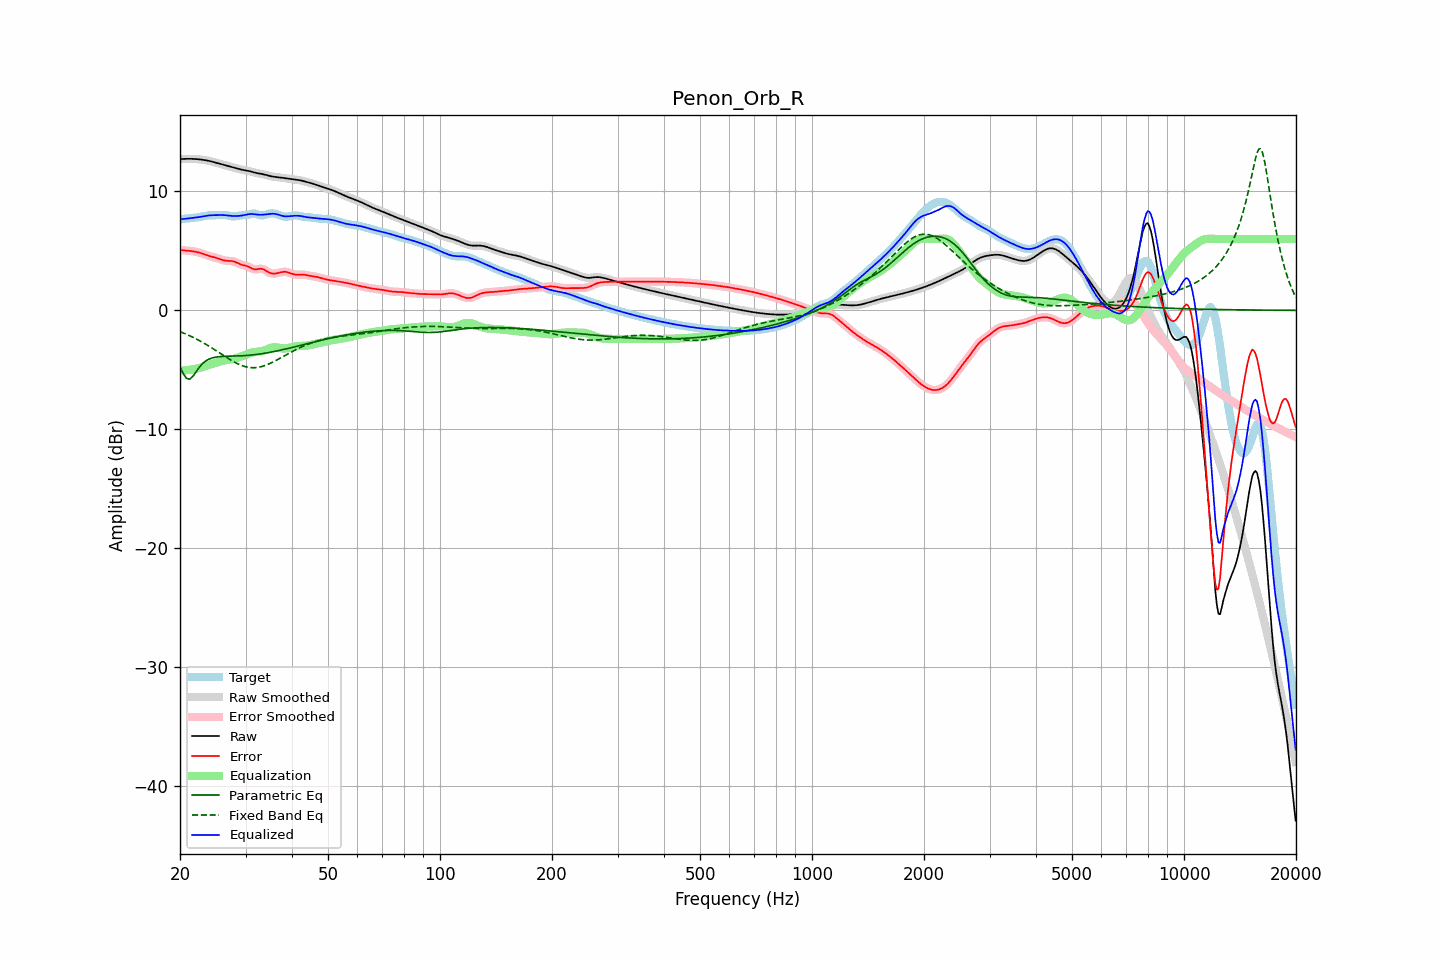 Penon_Orb_R
Amplitude (dBr)
10
0
−10
−20
−30
−40
Target
Raw Smoothed
Error Smoothed
Raw
Error
Equalization
Parametric Eq
Fixed Band Eq
Equalized
20 50 100 200 500 1000 2000 5000 10000 20000
Frequency (Hz)